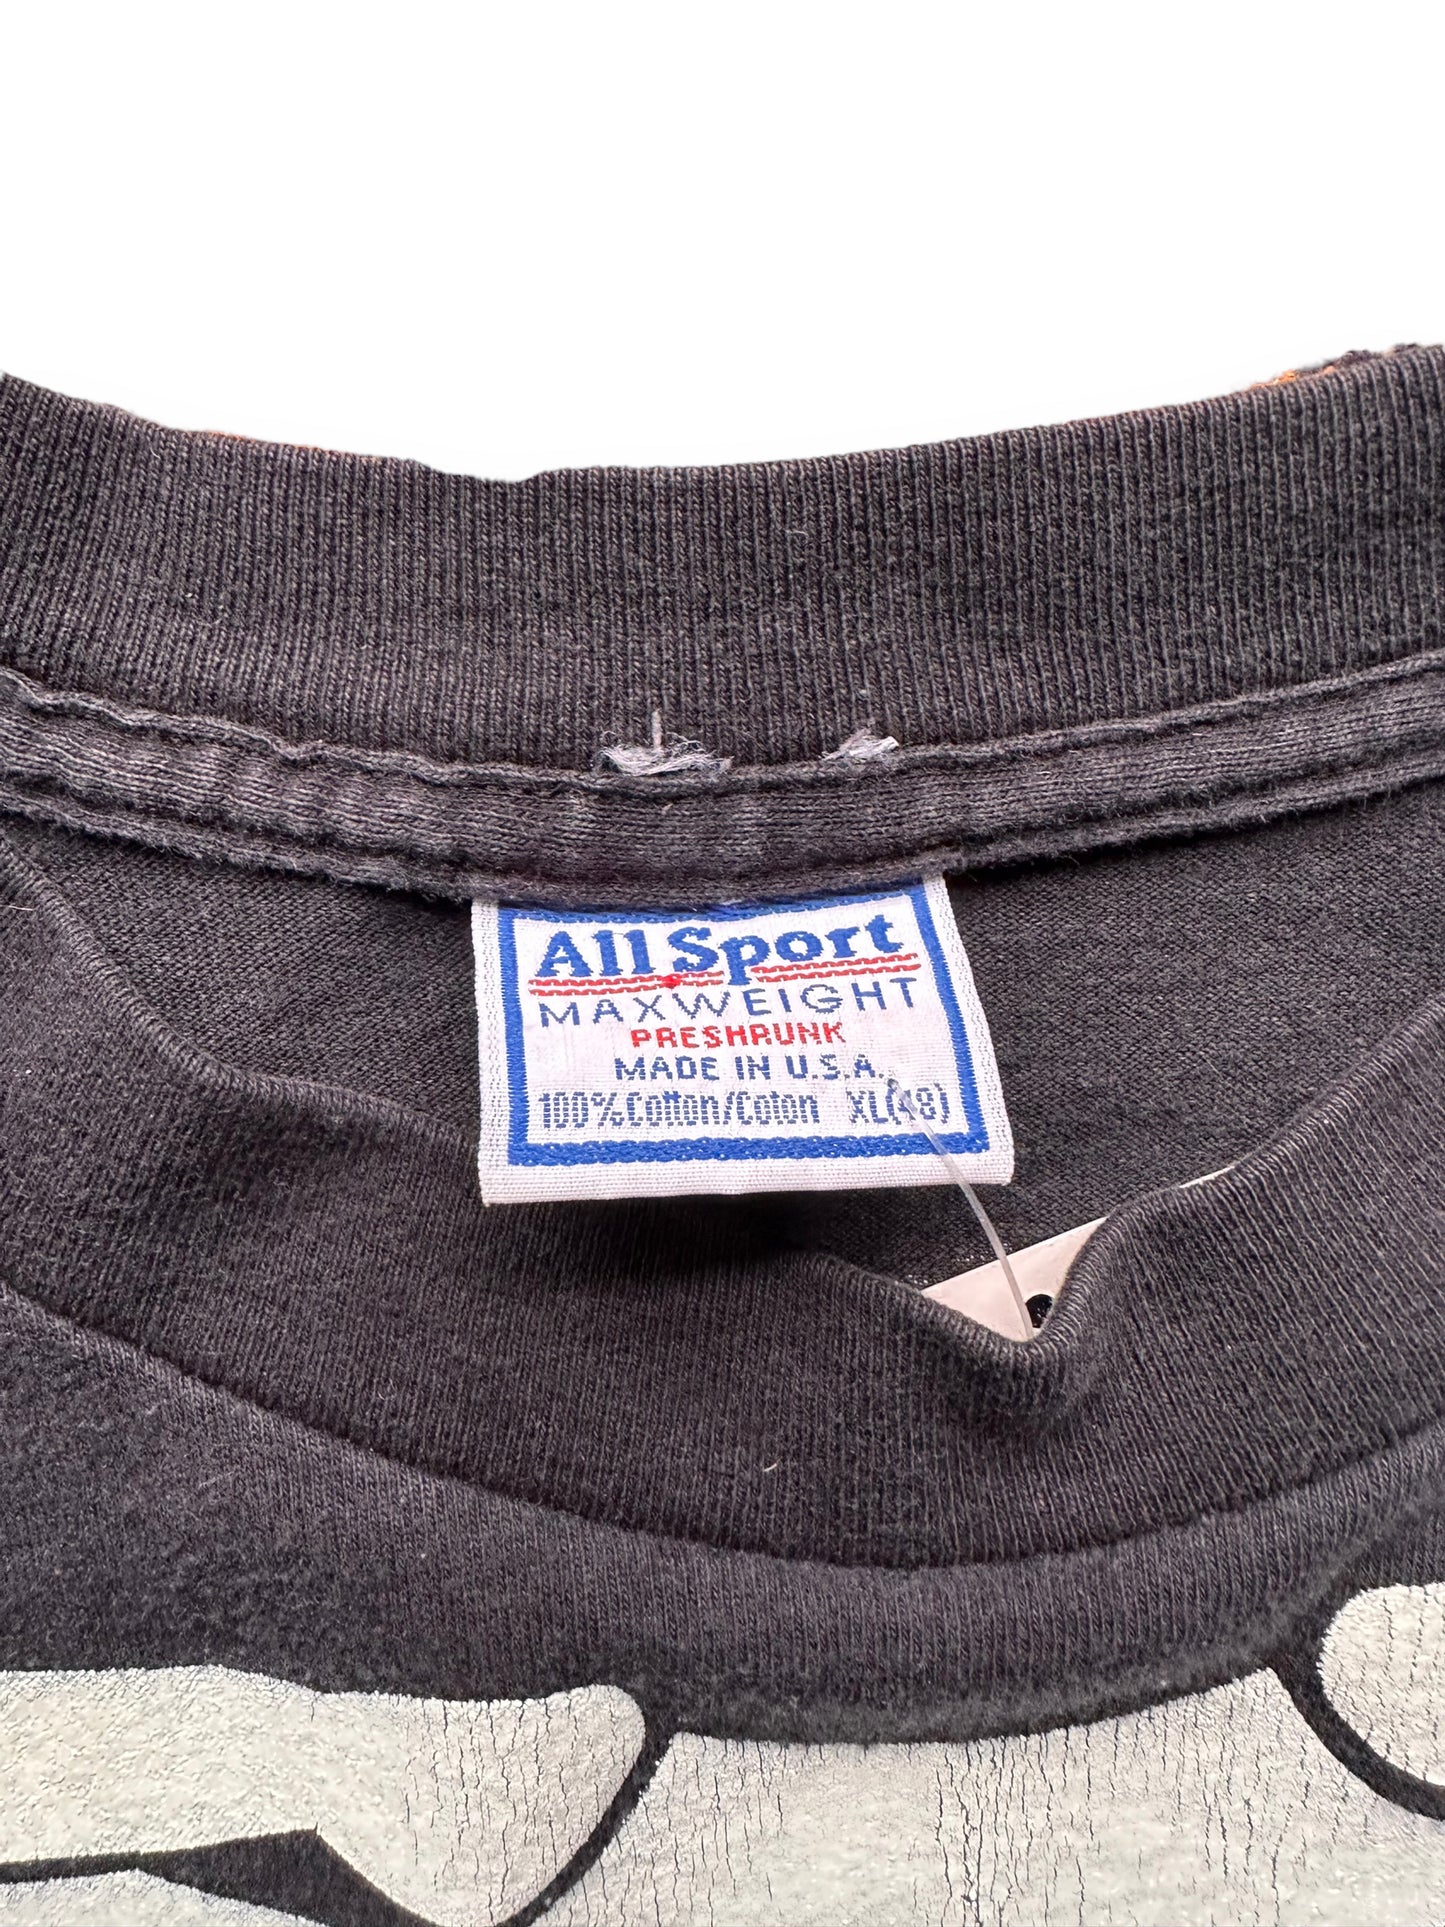 All Sport
MAXWEIGHT
PRESHRUNK
MADE IN U.S.A.
100% Cotton/Coton XL(48)